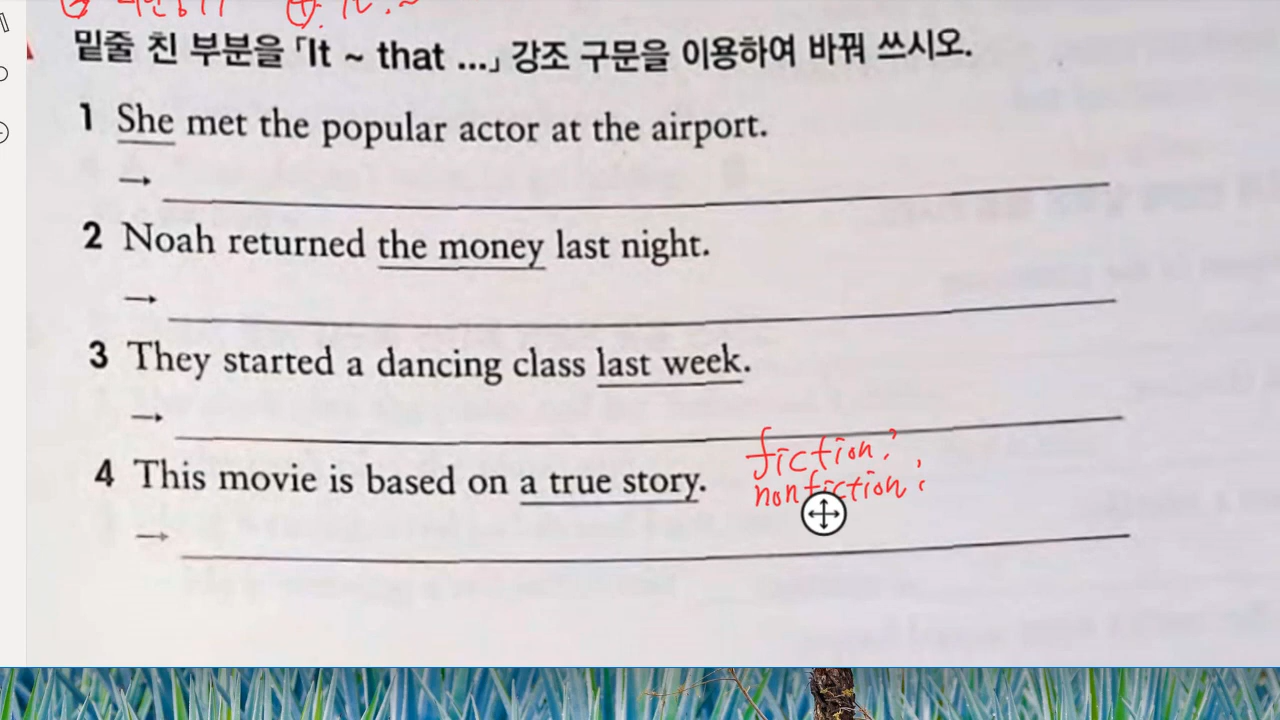 밑줄 친 부분을 「It ~ that ...」 강조 구문을 이용하여 바꿔 쓰시오.
1 She met the popular actor at the airport.
→
2 Noah returned the money last night.
→
3 They started a dancing class last week.
→
fiction:
4 This movie is based on a true story.
nonfiction:
→